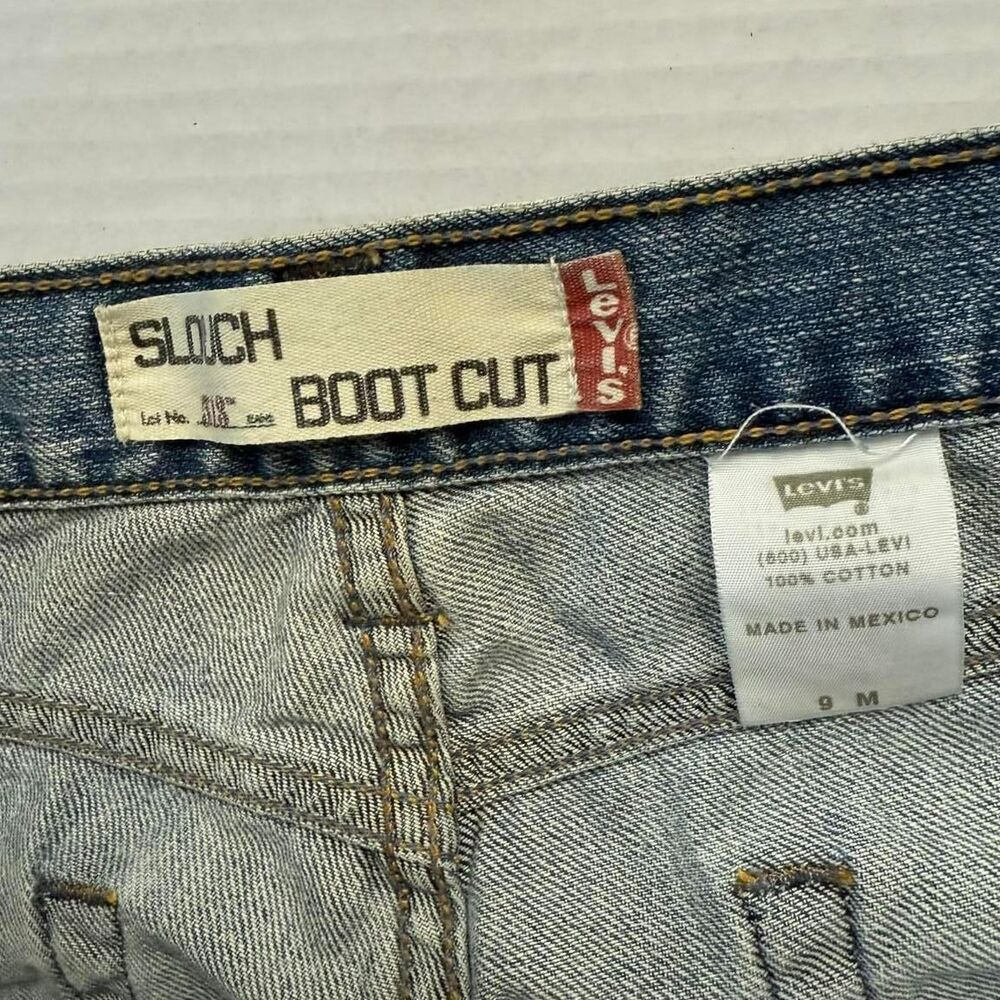 SLOUCH
BOOT CUT
Lot No.
Levi's®
LEVI'S®
levi.com
(800) USA-LEVI
100% COTTON
MADE IN MEXICO
9 M